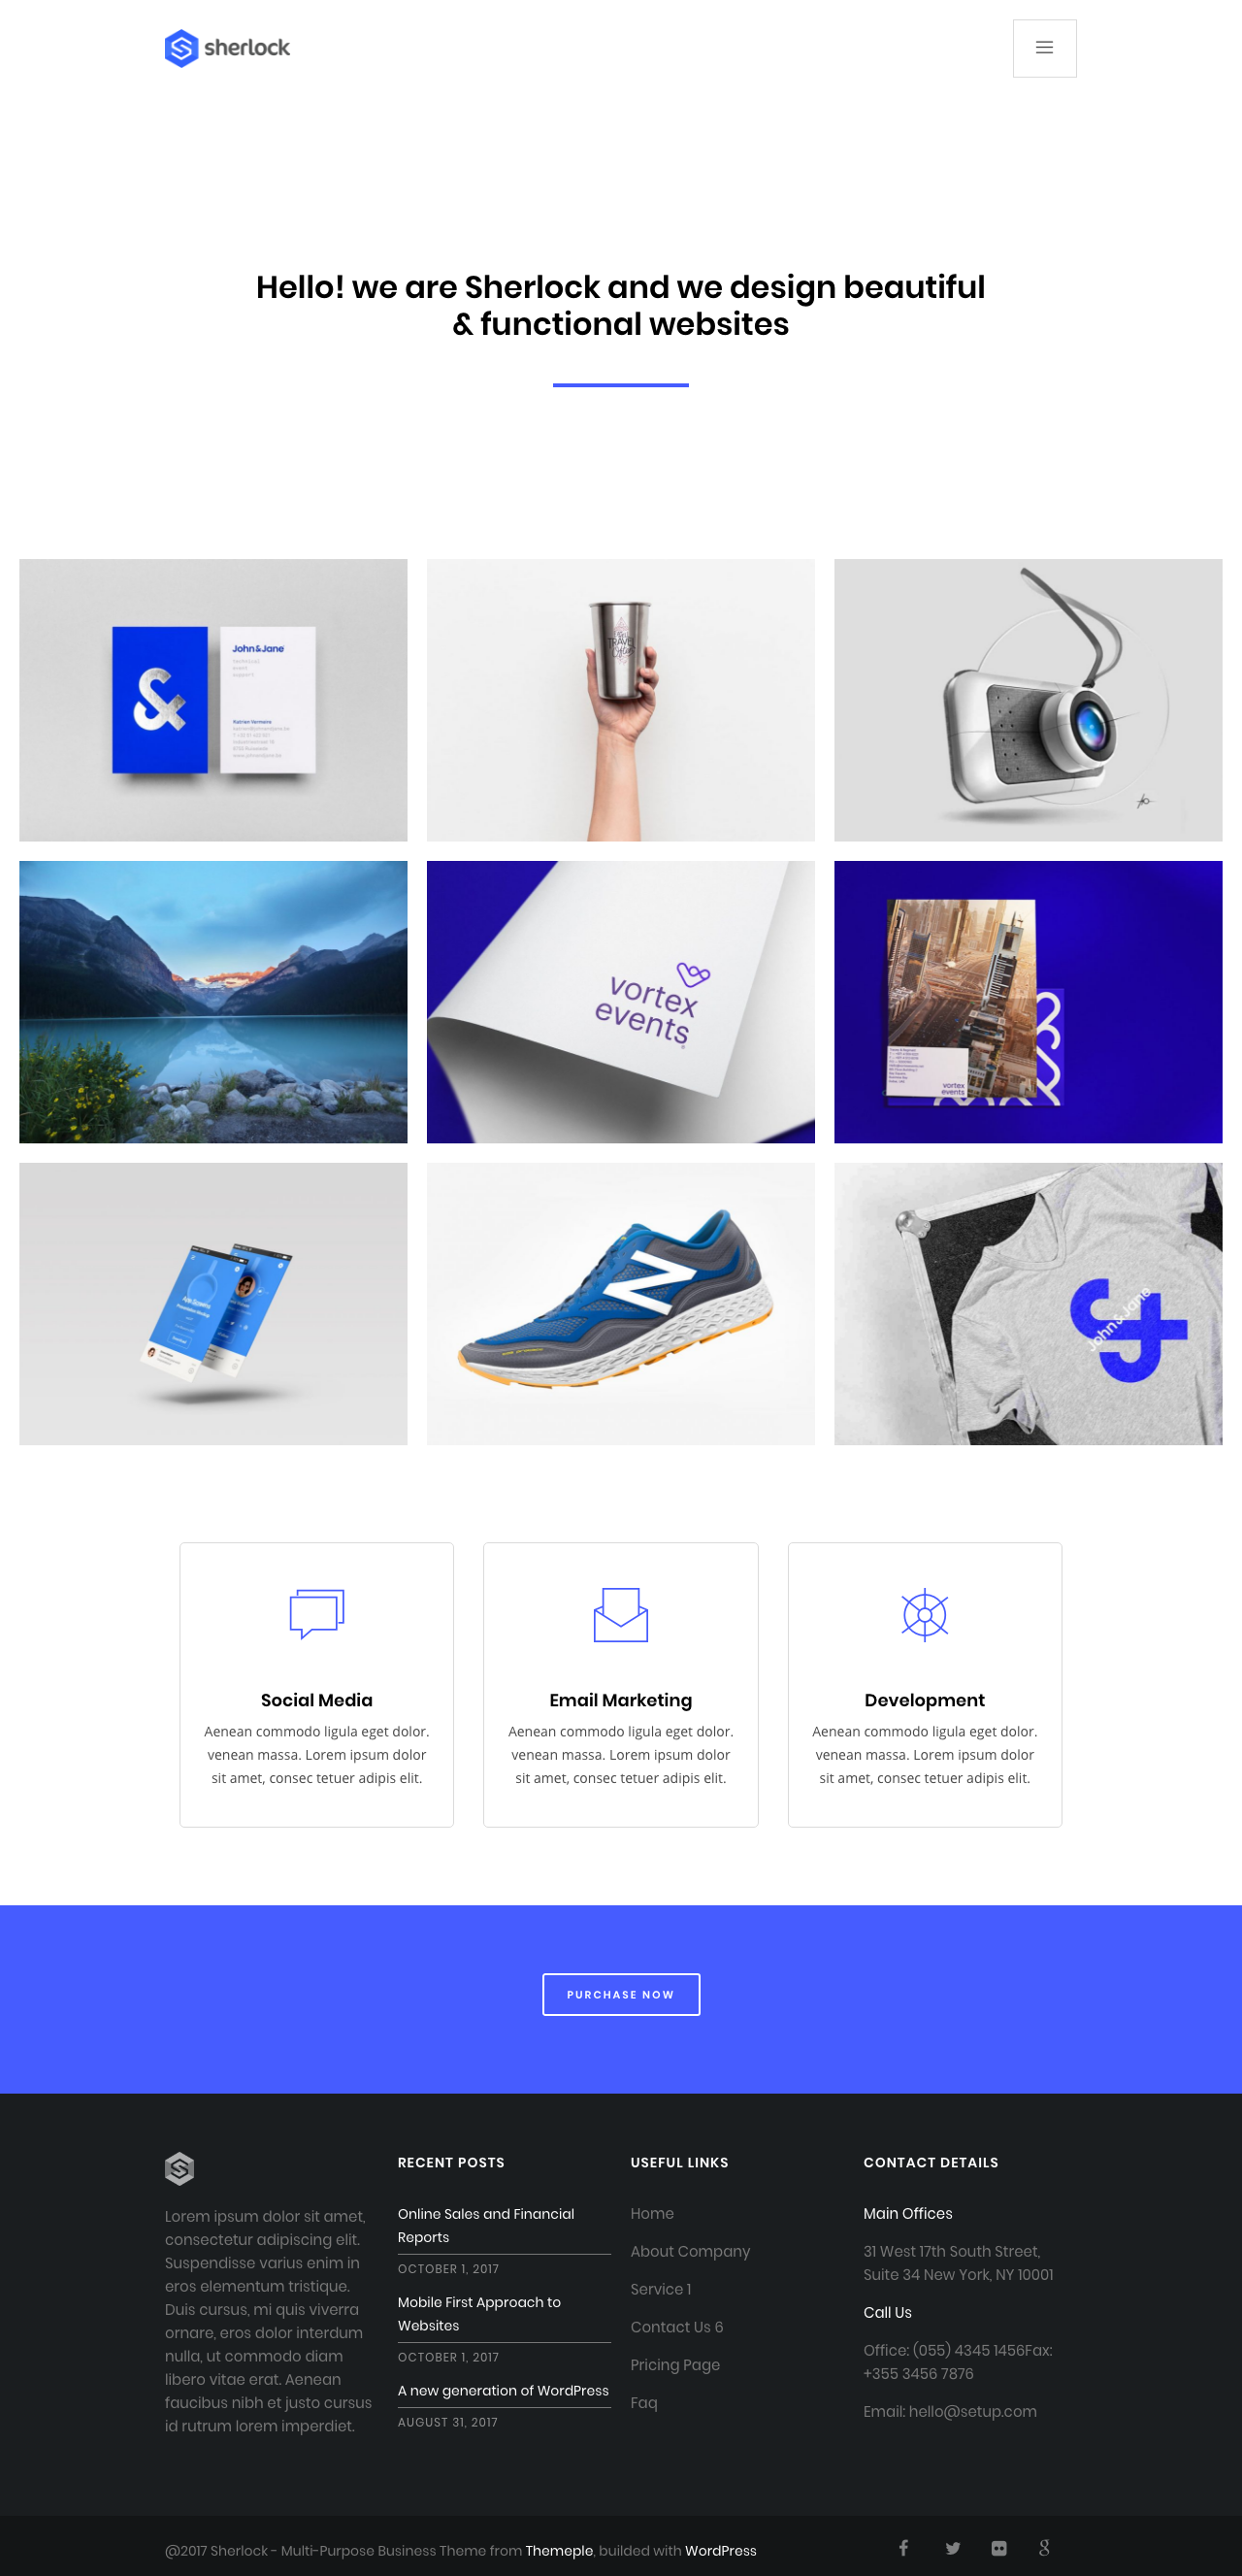 sherlock
Hello! we are Sherlock and we design beautiful
& functional websites
&
John&Jane
TRAVEL
vortex
events
vortex
events
John&Jane
Social Media
Aenean commodo ligula eget dolor.
venean massa. Lorem ipsum dolor
sit amet, consec tetuer adipis elit.
Email Marketing
Aenean commodo ligula eget dolor.
venean massa. Lorem ipsum dolor
sit amet, consec tetuer adipis elit.
Development
Aenean commodo ligula eget dolor.
venean massa. Lorem ipsum dolor
sit amet, consec tetuer adipis elit.
PURCHASE NOW
Lorem ipsum dolor sit amet,
consectetur adipiscing elit.
Suspendisse varius enim in
eros elementum tristique.
Duis cursus, mi quis viverra
ornare, eros dolor interdum
nulla, ut commodo diam
libero vitae erat. Aenean
faucibus nibh et justo cursus
id rutrum lorem imperdiet.
RECENT POSTS
Online Sales and Financial
Reports
OCTOBER 1, 2017
Mobile First Approach to
Websites
OCTOBER 1, 2017
A new generation of WordPress
AUGUST 31, 2017
USEFUL LINKS
Home
About Company
Service 1
Contact Us 6
Pricing Page
Faq
CONTACT DETAILS
Main Offices
31 West 17th South Street,
Suite 34 New York, NY 10001
Call Us
Office: (055) 4345 1456Fax:
+355 3456 7876
Email: hello@setup.com
@2017 Sherlock - Multi-Purpose Business Theme from Themeple, builded with WordPress